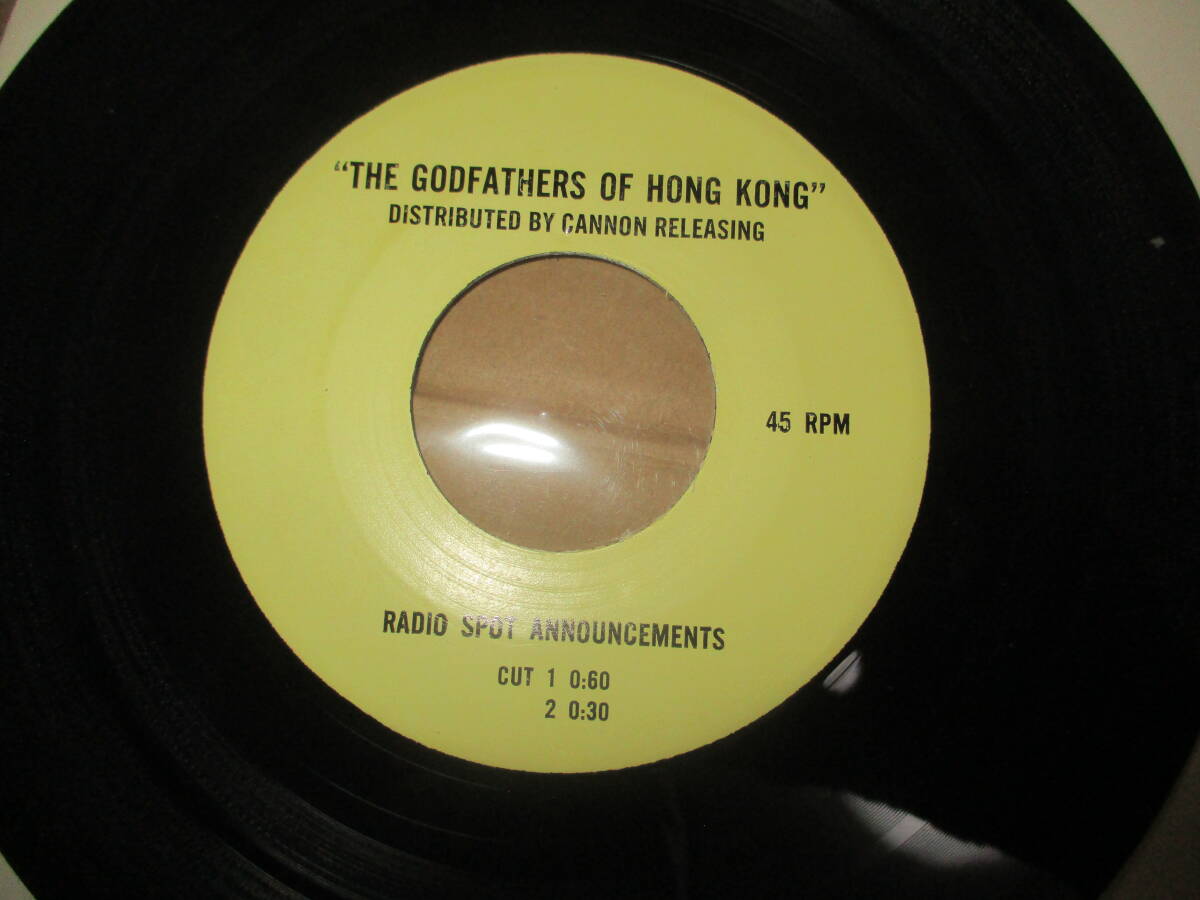 "THE GODFATHERS OF HONG KONG"
DISTRIBUTED BY CANNON RELEASING
45 RPM
RADIO SPOT ANNOUNCEMENTS
CUT 1 0:60
2 0:30